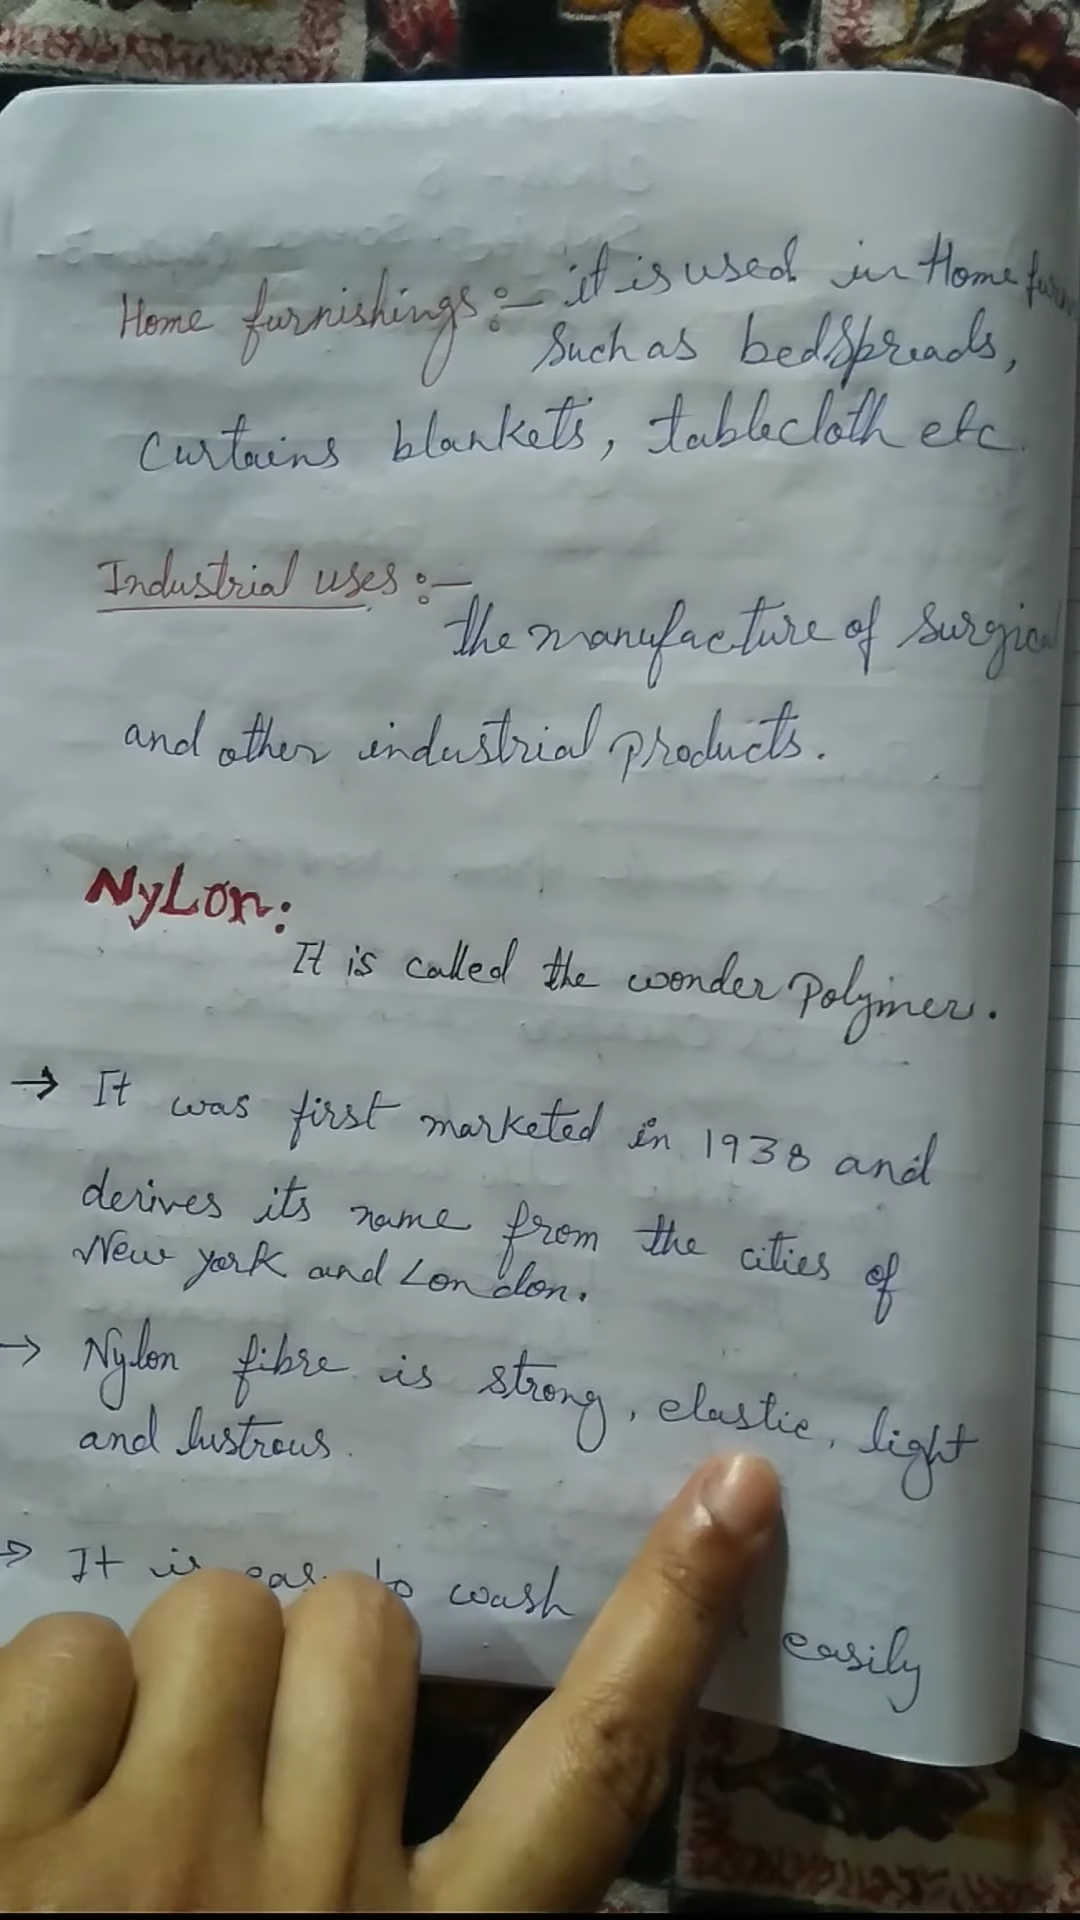 Home furnishings :- it is used in Home
Such as bedspreads,
Curtains blankets, tablecloth etc
Industrial uses :-
the manufacture of Surgical
and other industrial products.
NyLon:
It is called the wonder Polymer.
→ It was first marketed in 1938 and
derives its name from the cities of
New york and London.
→ Nylon fibre is strong, elastic, light
and lustrous.
→ It is to wash easily